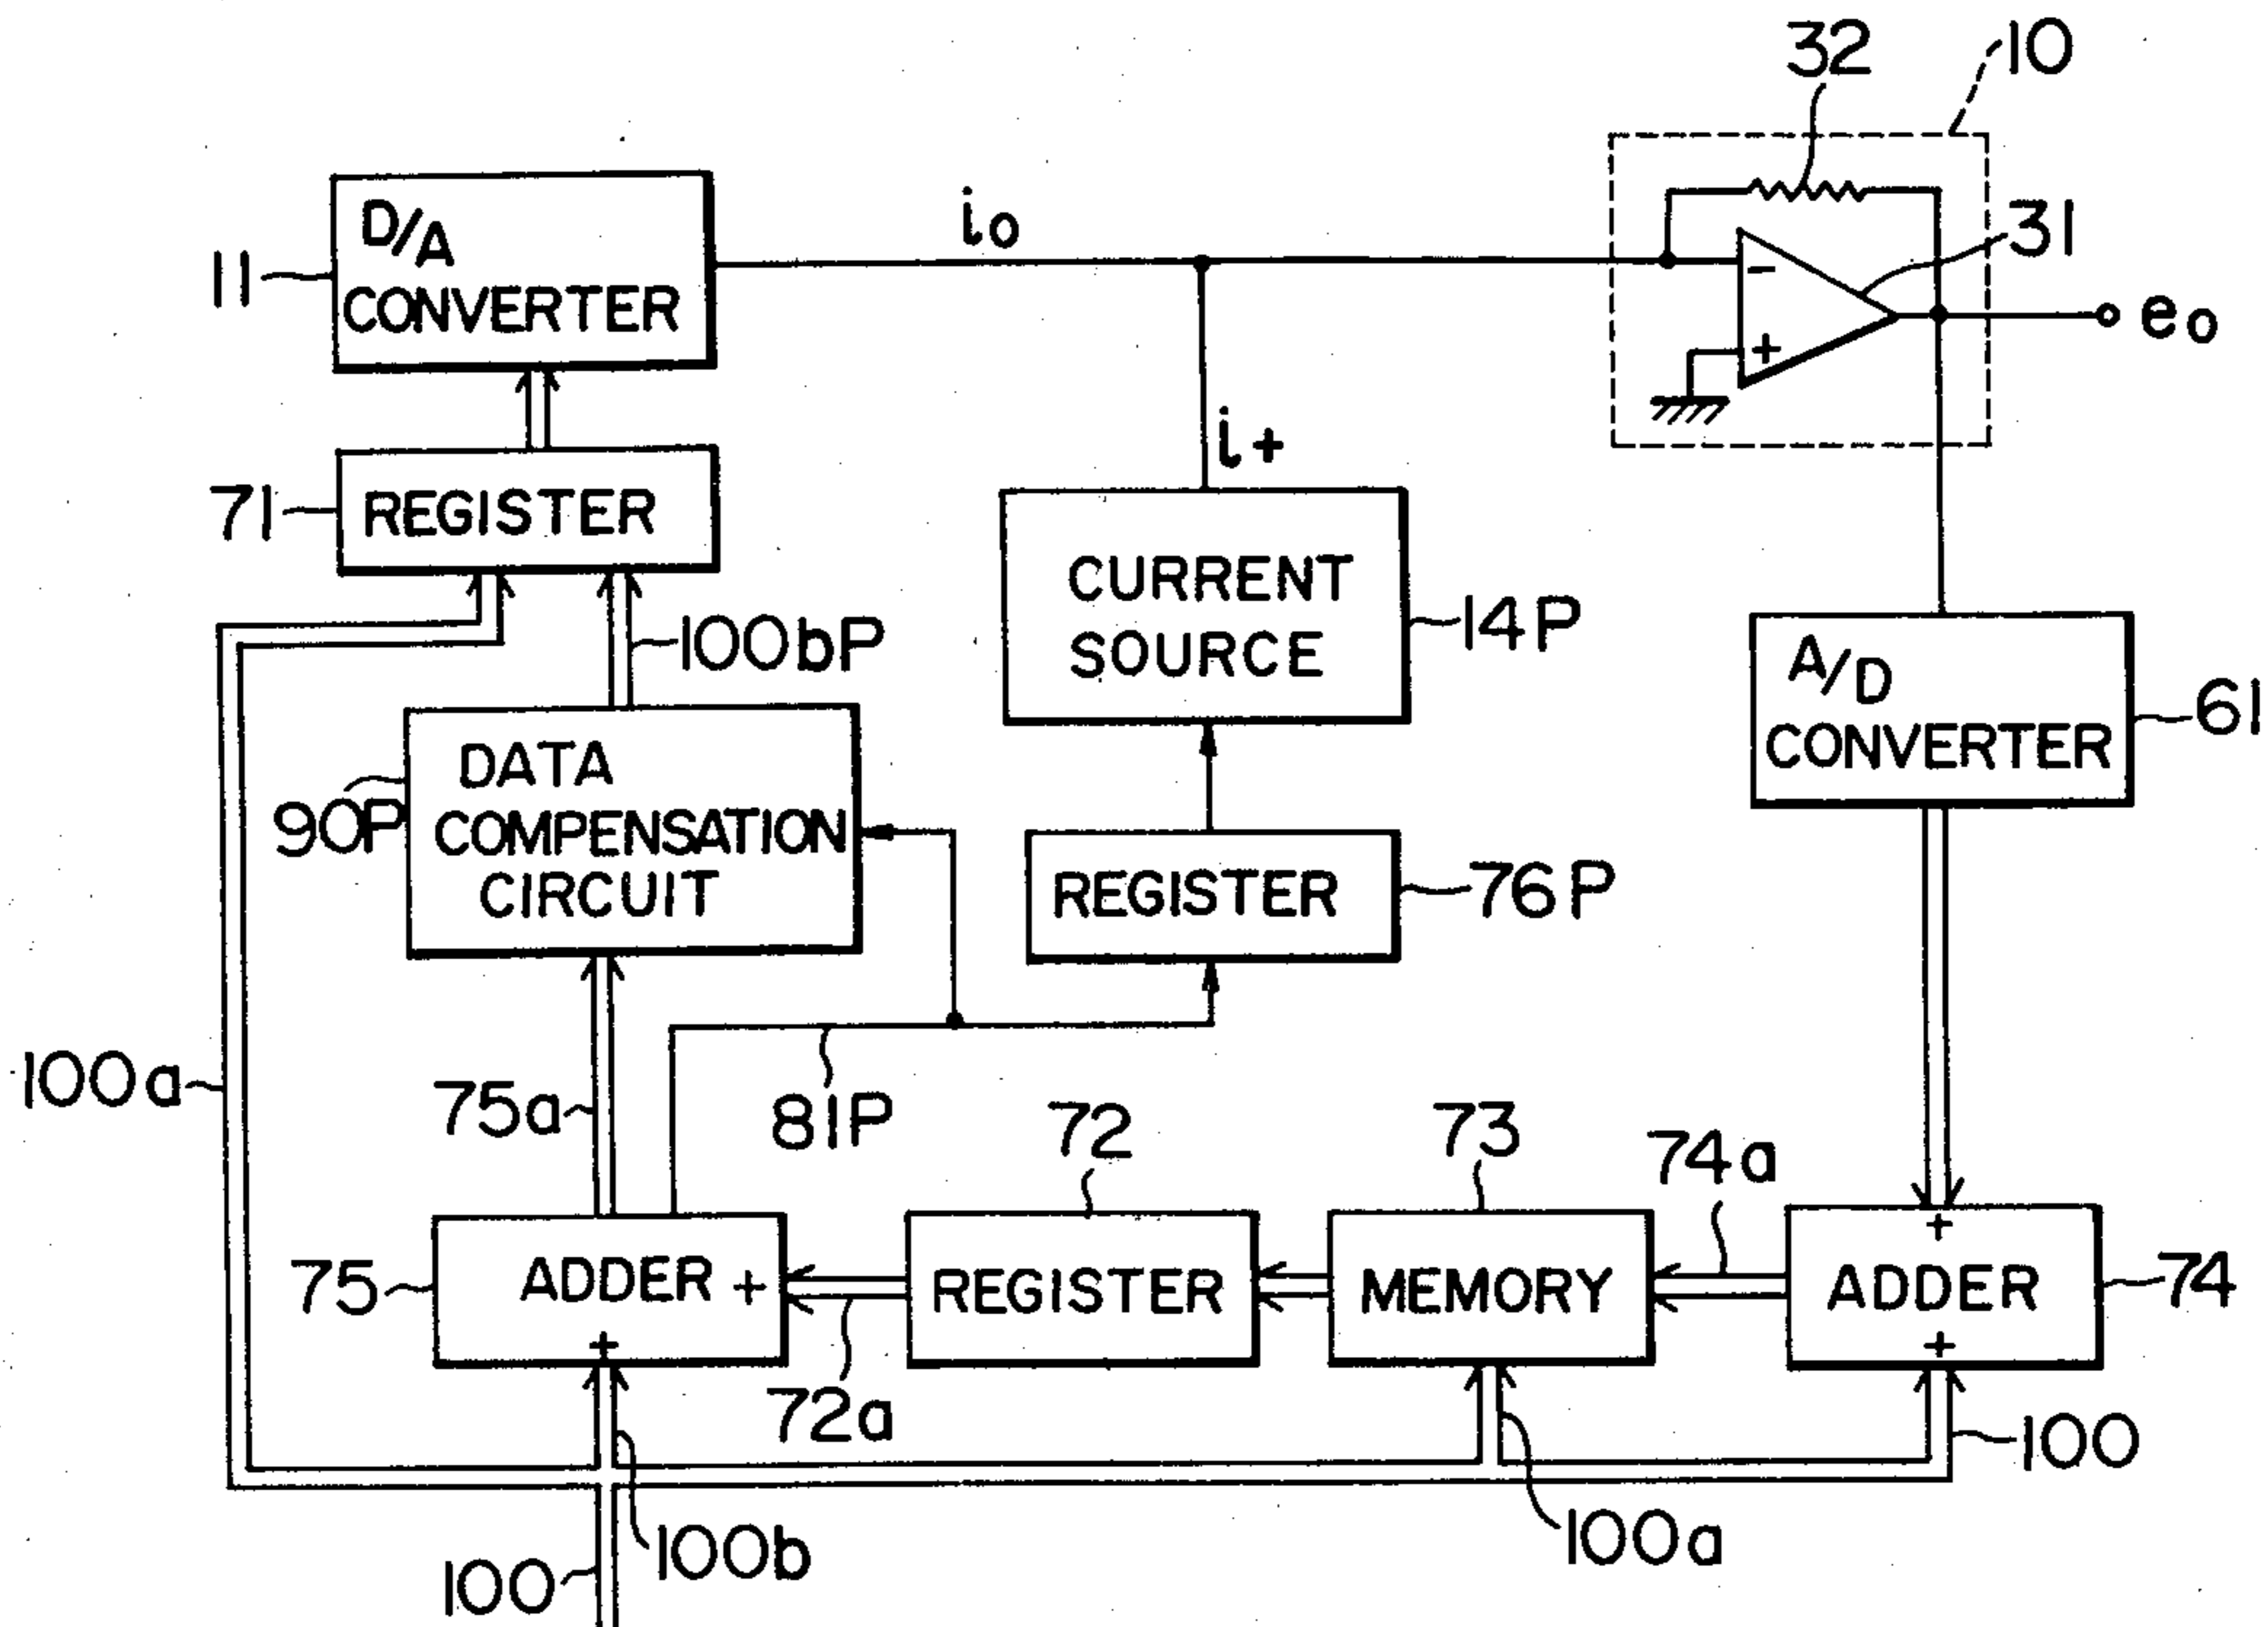 32
10
D/A
CONVERTER
11
io
-
+
31
eo
i+
REGISTER
71
CURRENT
SOURCE
14P
100bP
A/D
CONVERTER
61
DATA
COMPENSATION
CIRCUIT
90P
REGISTER
76P
100a
75a
81P
72
73
74a
75
ADDER +
+
REGISTER
MEMORY
+
ADDER
+
74
72a
100
100b
100a
100